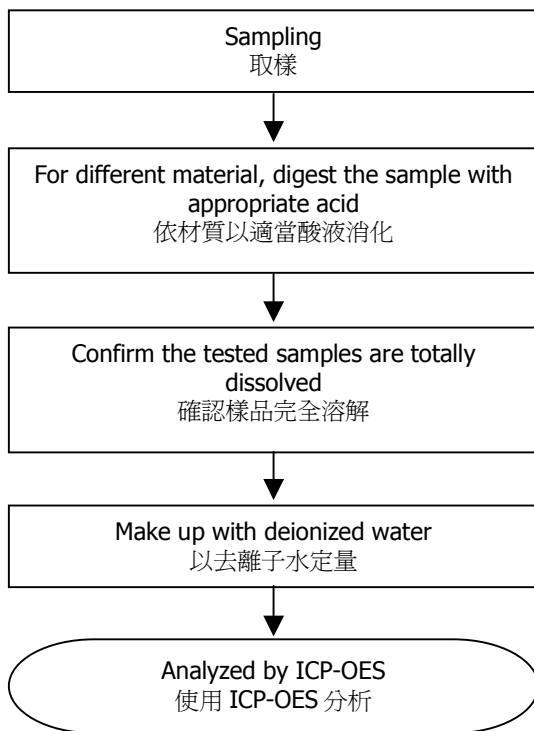 Sampling
取樣
For different material, digest the sample with
appropriate acid
依材質以適當酸液消化
Confirm the tested samples are totally
dissolved
確認樣品完全溶解
Make up with deionized water
以去離子水定量
Analyzed by ICP-OES
使用 ICP-OES 分析